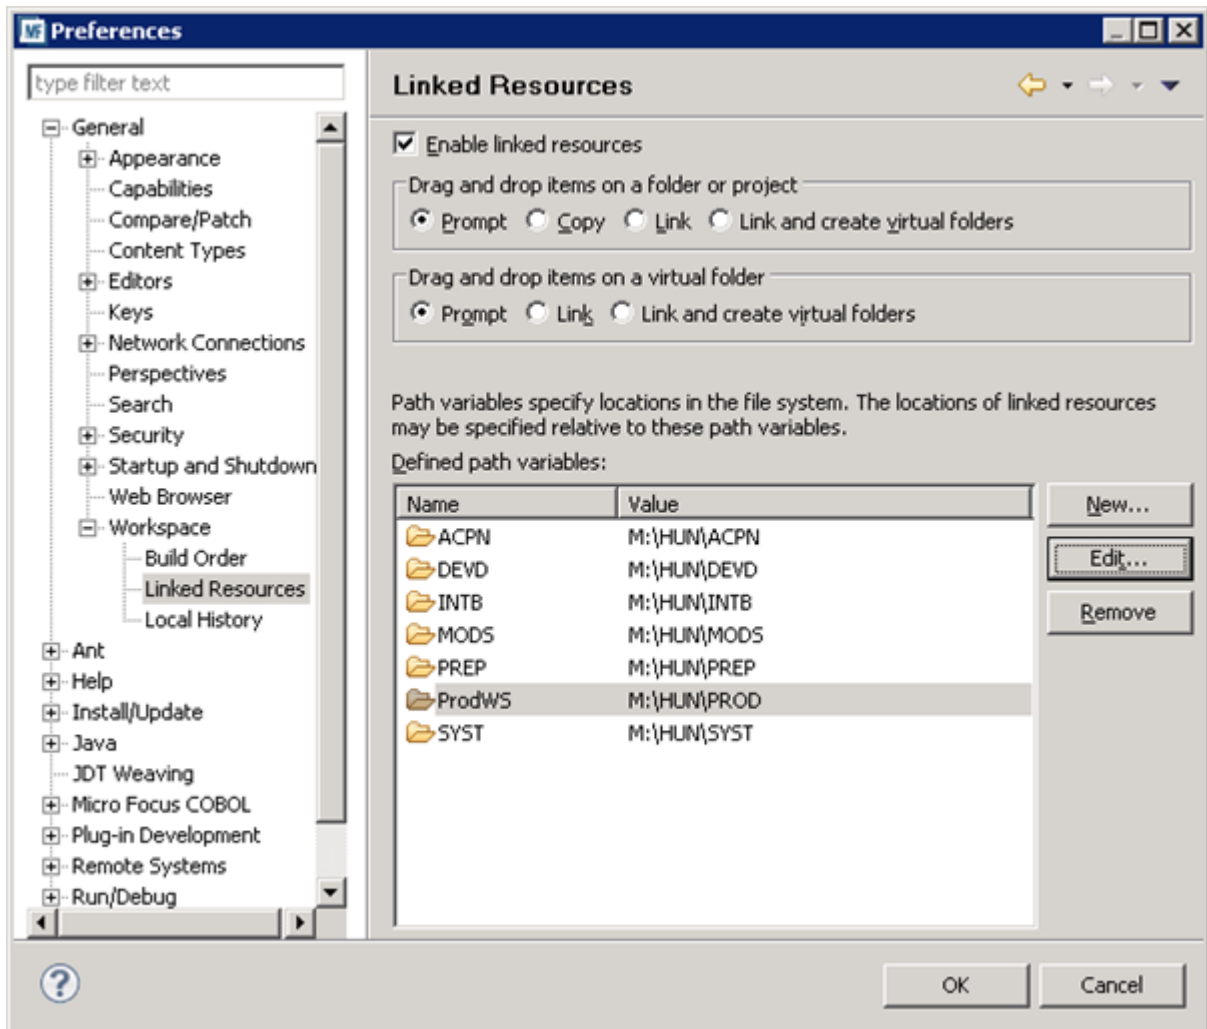 MF Preferences
type filter text
General
Appearance
Capabilities
Compare/Patch
Content Types
Editors
Keys
Network Connections
Perspectives
Search
Security
Startup and Shutdown
Web Browser
Workspace
Build Order
Linked Resources
Local History
Ant
Help
Install/Update
Java
JDT Weaving
Micro Focus COBOL
Plug-in Development
Remote Systems
Run/Debug
Linked Resources
Enable linked resources
Drag and drop items on a folder or project
Prompt Copy Link Link and create virtual folders
Drag and drop items on a virtual folder
Prompt Link Link and create virtual folders
Path variables specify locations in the file system. The locations of linked resources
may be specified relative to these path variables.
Defined path variables:
Name Value
ACPN M:\HUN\ACPN
DEVD M:\HUN\DEVD
INTB M:\HUN\INTB
MODS M:\HUN\MODS
PREP M:\HUN\PREP
ProdWS M:\HUN\PROD
SYST M:\HUN\SYST
New...
Edit...
Remove
?
OK Cancel